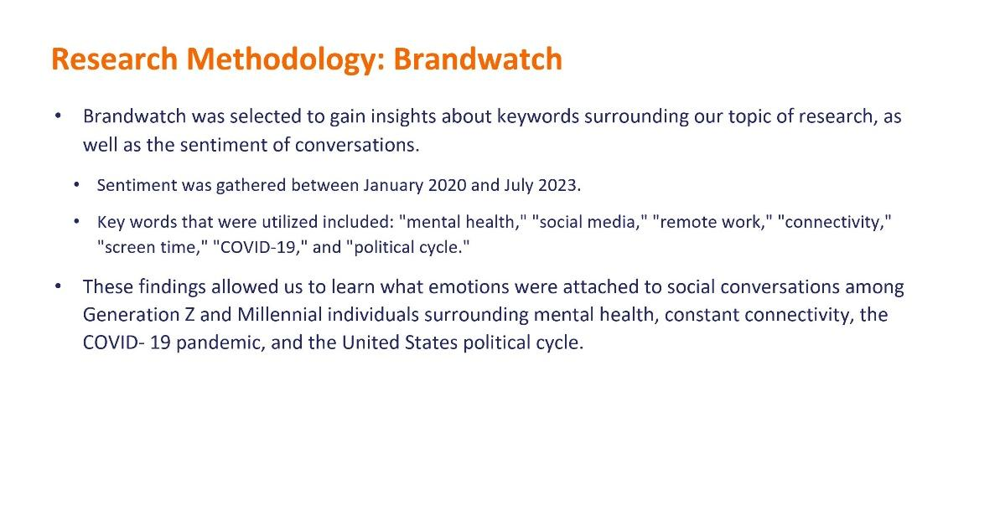 Research Methodology: Brandwatch
• Brandwatch was selected to gain insights about keywords surrounding our topic of research, as
well as the sentiment of conversations.
• Sentiment was gathered between January 2020 and July 2023.
• Key words that were utilized included: "mental health," "social media," "remote work," "connectivity,"
"screen time," "COVID-19," and "political cycle."
• These findings allowed us to learn what emotions were attached to social conversations among
Generation Z and Millennial individuals surrounding mental health, constant connectivity, the
COVID- 19 pandemic, and the United States political cycle.